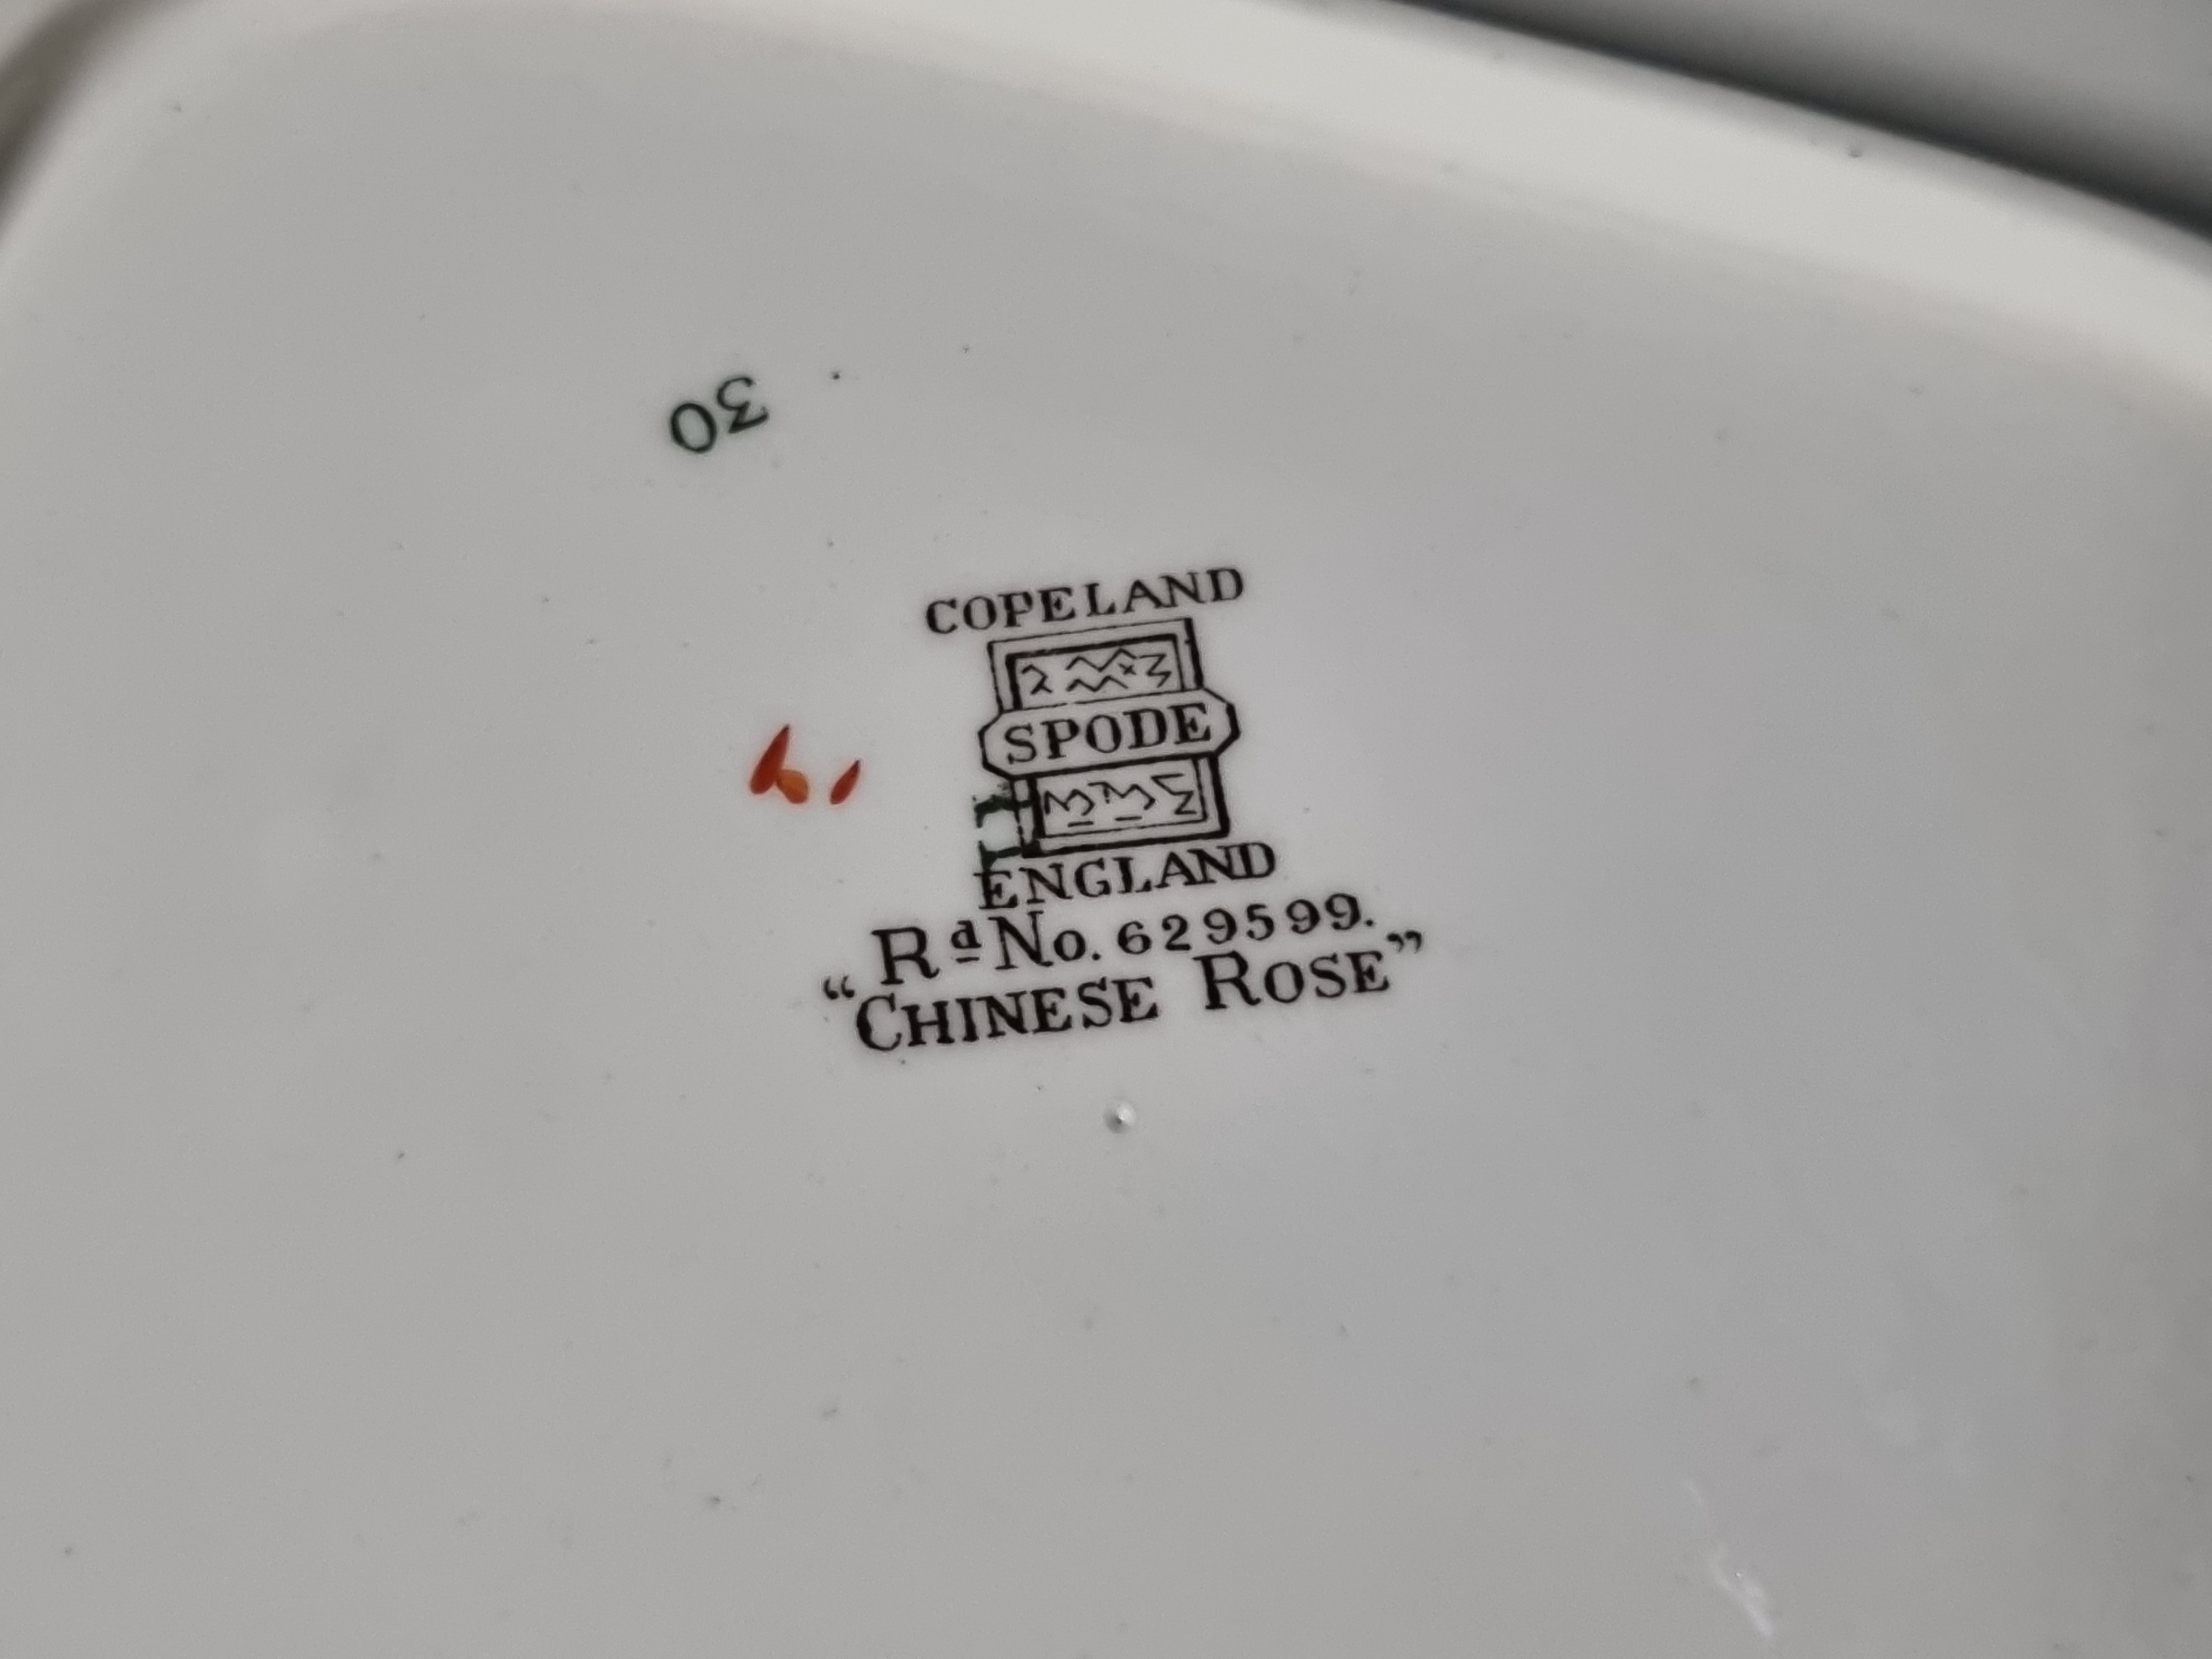 30
COPELAND
SPODE
ENGLAND
Rd No. 629599.
“CHINESE ROSE”